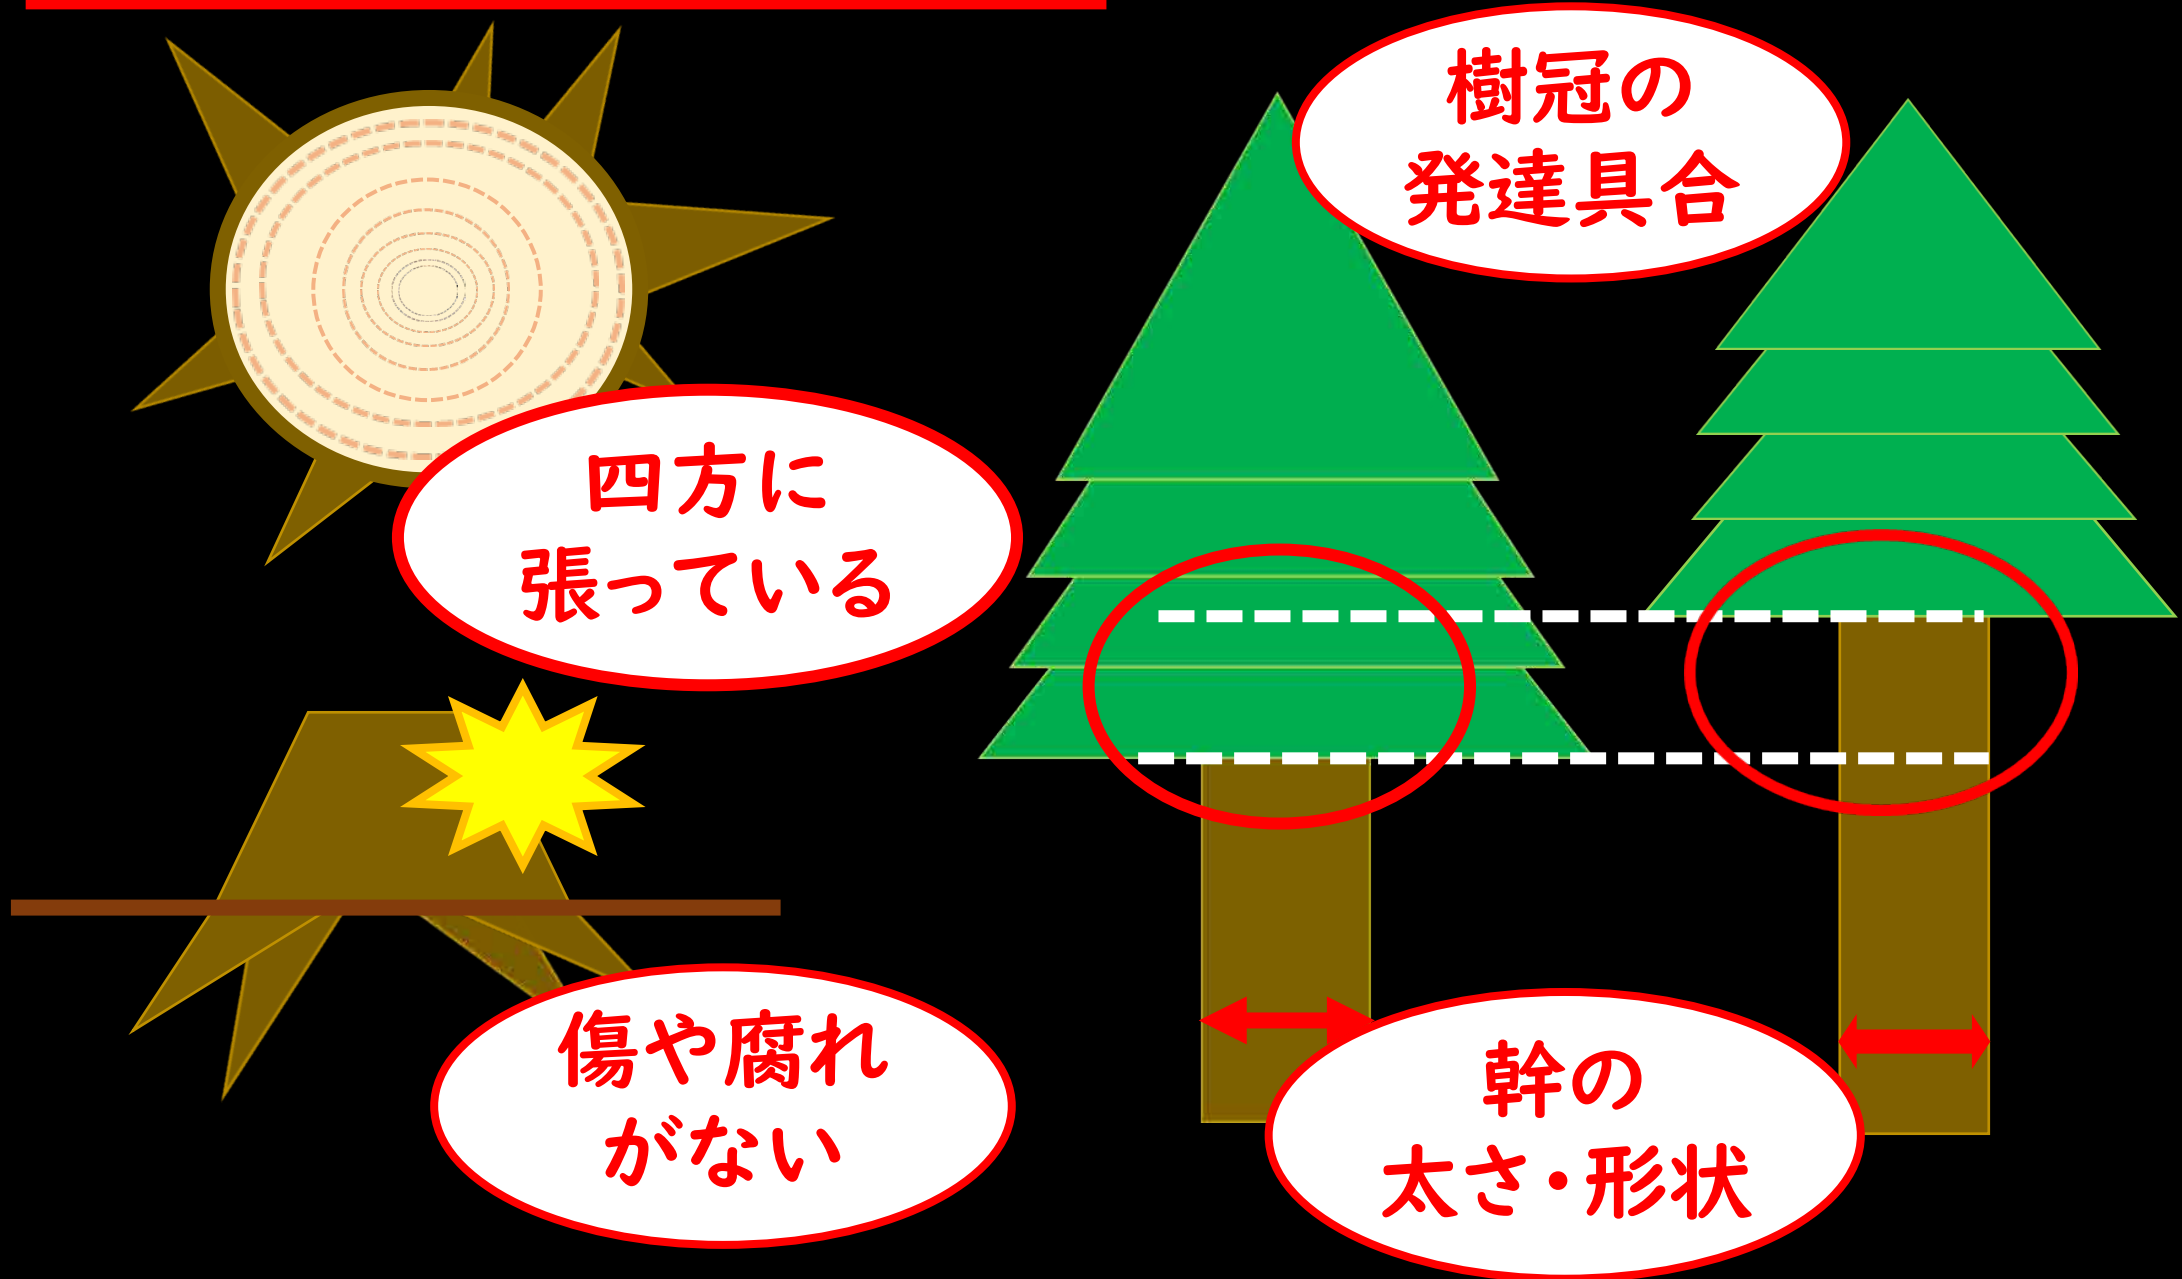 樹冠の
発達具合
四方に
張っている
傷や腐れ
がない
幹の
太さ・形状